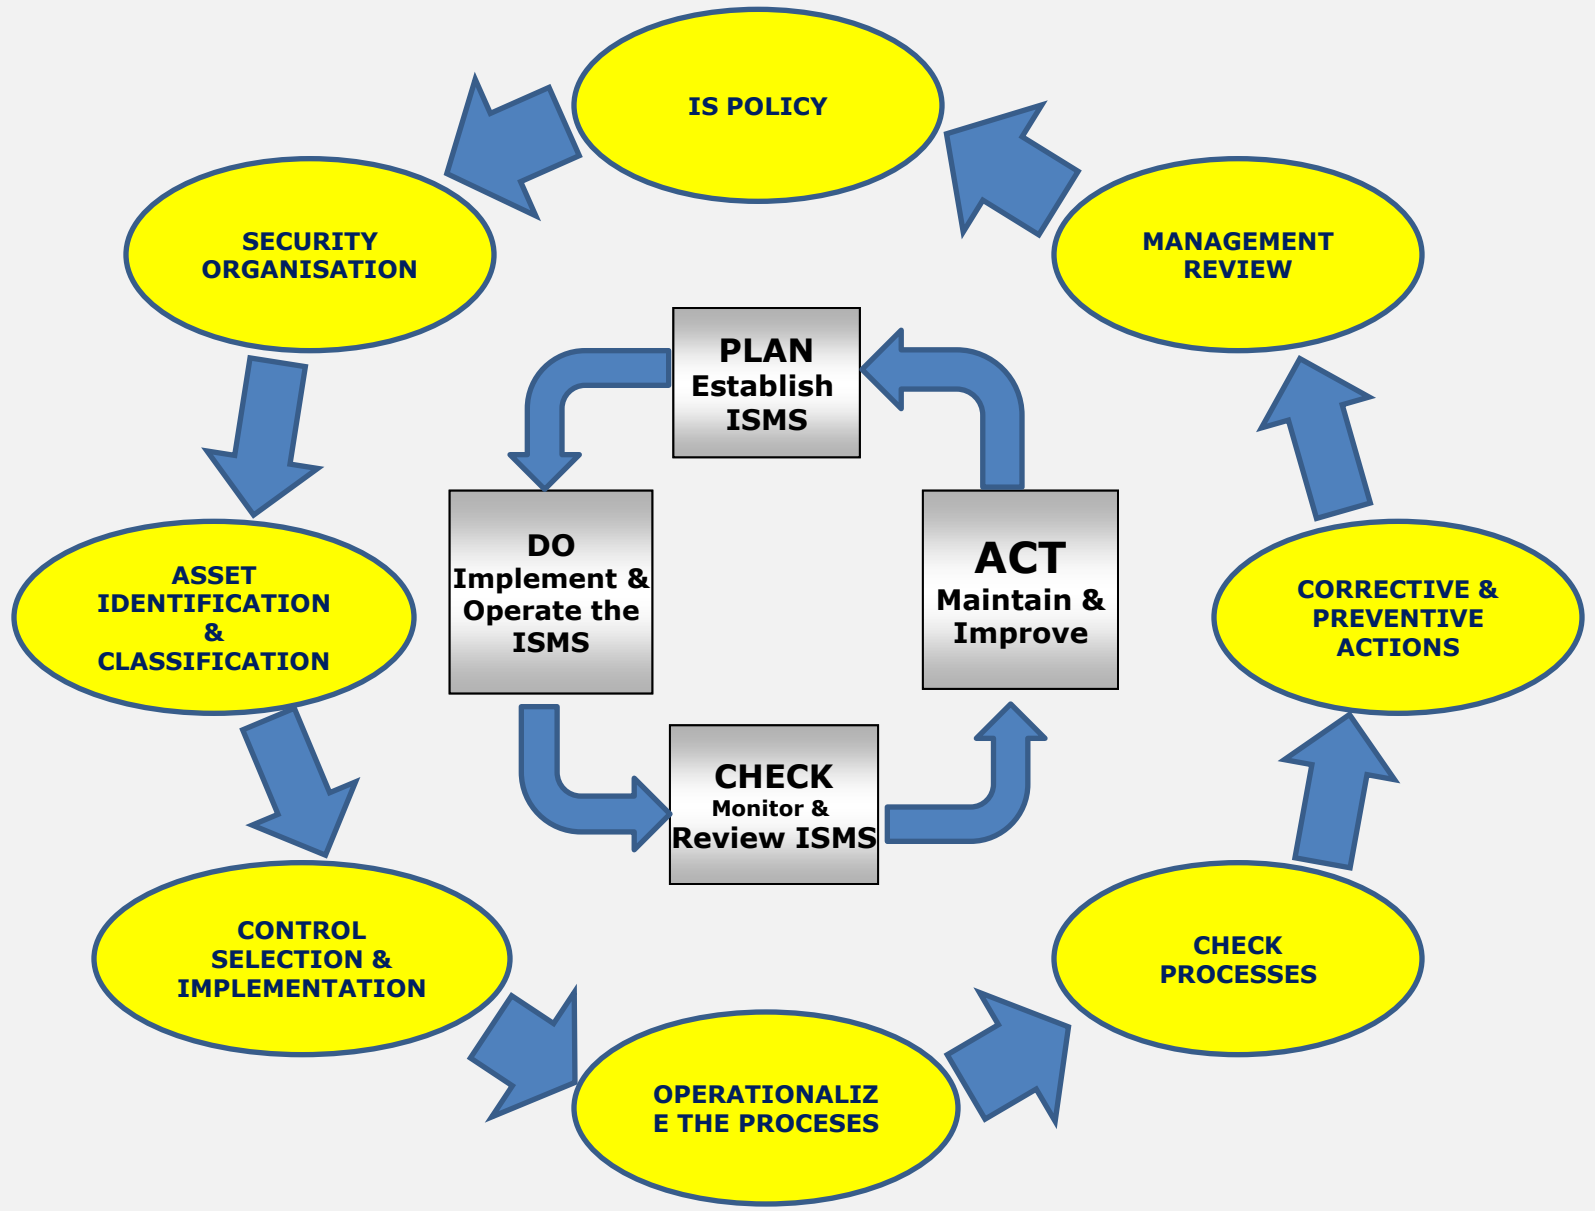 IS POLICY
SECURITY
ORGANISATION
MANAGEMENT
REVIEW
PLAN
Establish
ISMS
DO
Implement &
Operate the
ISMS
ACT
Maintain &
Improve
ASSET
IDENTIFICATION
&
CLASSIFICATION
CORRECTIVE &
PREVENTIVE
ACTIONS
CHECK
Monitor &
Review ISMS
CONTROL
SELECTION &
IMPLEMENTATION
CHECK
PROCESSES
OPERATIONALIZ
E THE PROCESES